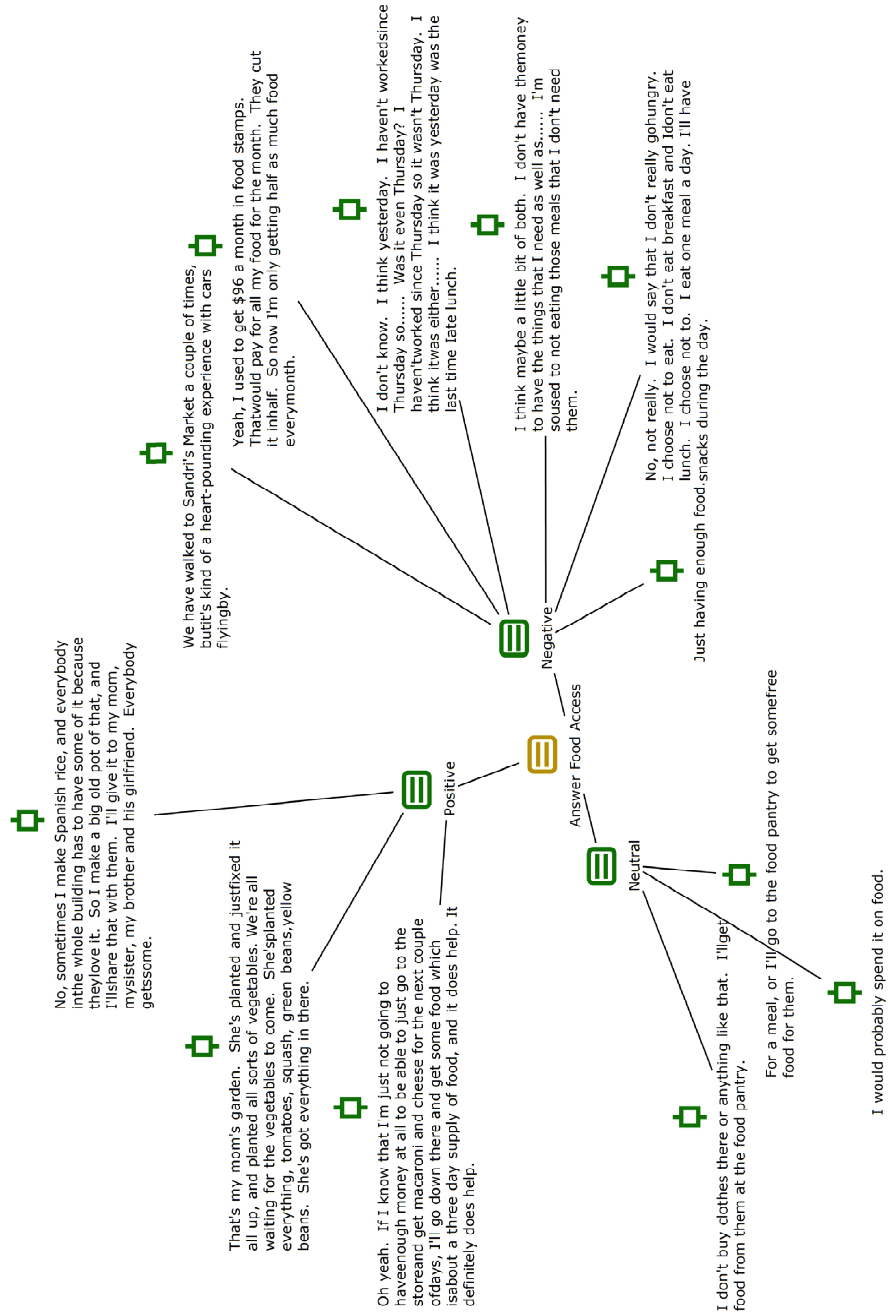 No, sometimes I make Spanish rice, and everybody
inthe whole building has to have some of it because
theylove it.  So I make a big old pot of that, and
I'llshare that with them.  I'll give it to my mom,
mysister, my brother and his girlfriend.  Everybody
getssome.
That's my mom's garden.  She's planted and justfixed it
all up, and planted all sorts of vegetables. We're all
waiting for the vegetables to come.  She'splanted
everything, tomatoes, squash, green beans,yellow
beans.  She's got everything in there.
Oh yeah.  If I know that I'm just not going to
haveenough money at all to be able to just go to the
storeand get macaroni and cheese for the next couple
ofdays, I'll go down there and get some food which
isabout a three day supply of food, and it does help. It
definitely does help.
Positive
We have walked to Sandri's Market a couple of times,
butit's kind of a heart-pounding experience with cars
flyingby.
Yeah, I used to get $96 a month in food stamps.
Thatwould pay for all my food for the month.  They cut
it inhalf.  So now I'm only getting half as much food
everymonth.
I don't know.  I think yesterday.  I haven't workedsince
Thursday so......  Was it even Thursday?  I
haven'tworked since Thursday so it wasn't Thursday.  I
think itwas either......  I think it was yesterday was the
last time Iate lunch.
I think maybe a little bit of both.  I don't have themoney
to have the things that I need as well as......  I'm
soused to not eating those meals that I don't need
them.
No, not really.  I would say that I don't really gohungry.
I choose not to eat.  I don't eat breakfast and Idon't eat
lunch.  I choose not to.  I eat one meal a day. I'll have
snacks during the day.
Just having enough food.
Negative
Answer Food Access
Neutral
I don't buy clothes there or anything like that.  I'llget
food from them at the food pantry.
For a meal, or I'll go to the food pantry to get somefree
food for them.
I would probably spend it on food.